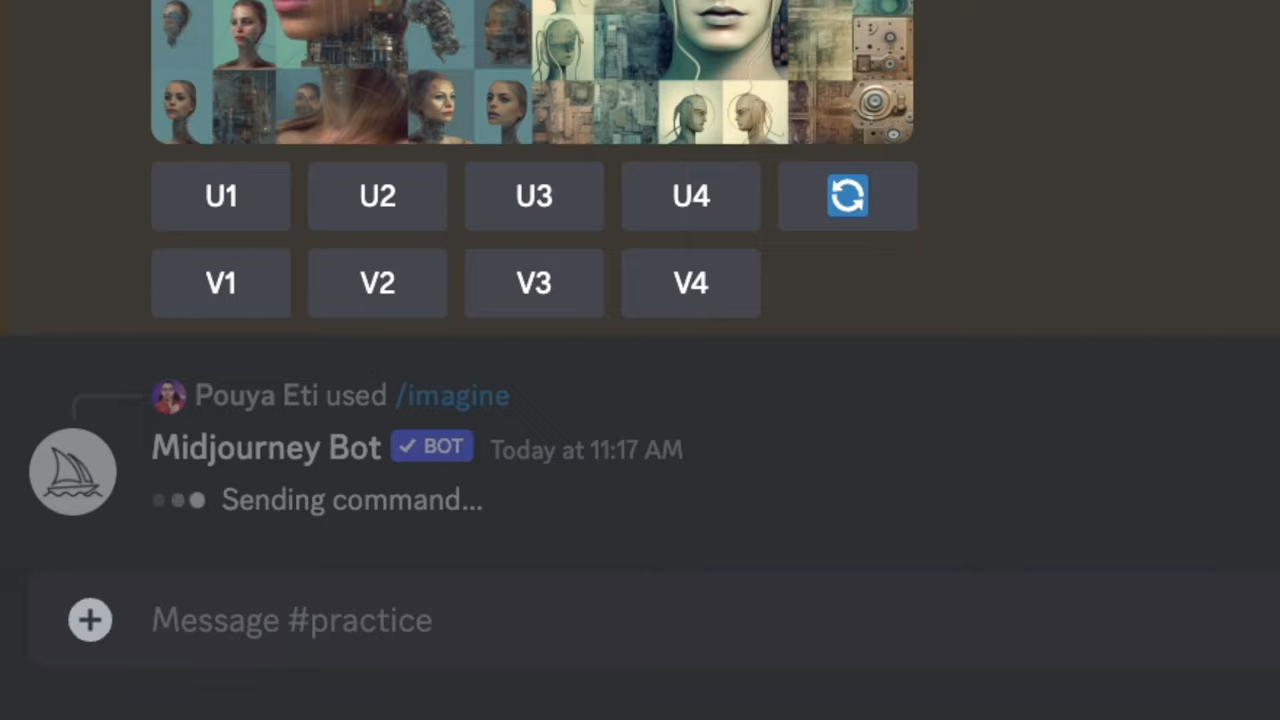 U1 U2 U3 U4
V1 V2 V3 V4
Pouya Eti used /imagine
Midjourney Bot ✓ BOT Today at 11:17 AM
Sending command...
Message #practice